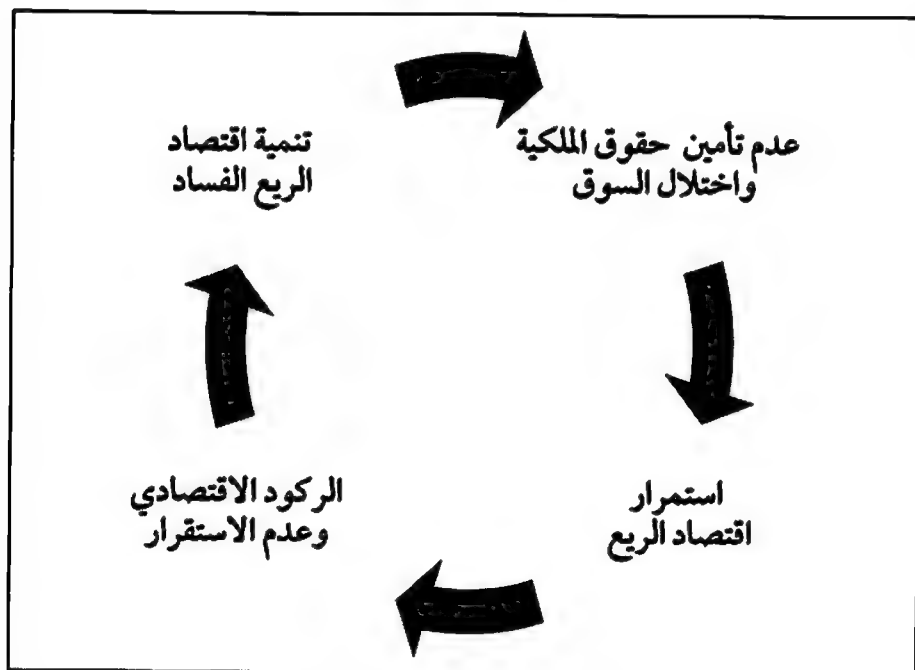 عدم تأمين حقوق الملكية
واختلال السوق
استمرار
اقتصاد الريع
الركود الاقتصادي
وعدم الاستقرار
تنمية اقتصاد
الريع الفساد